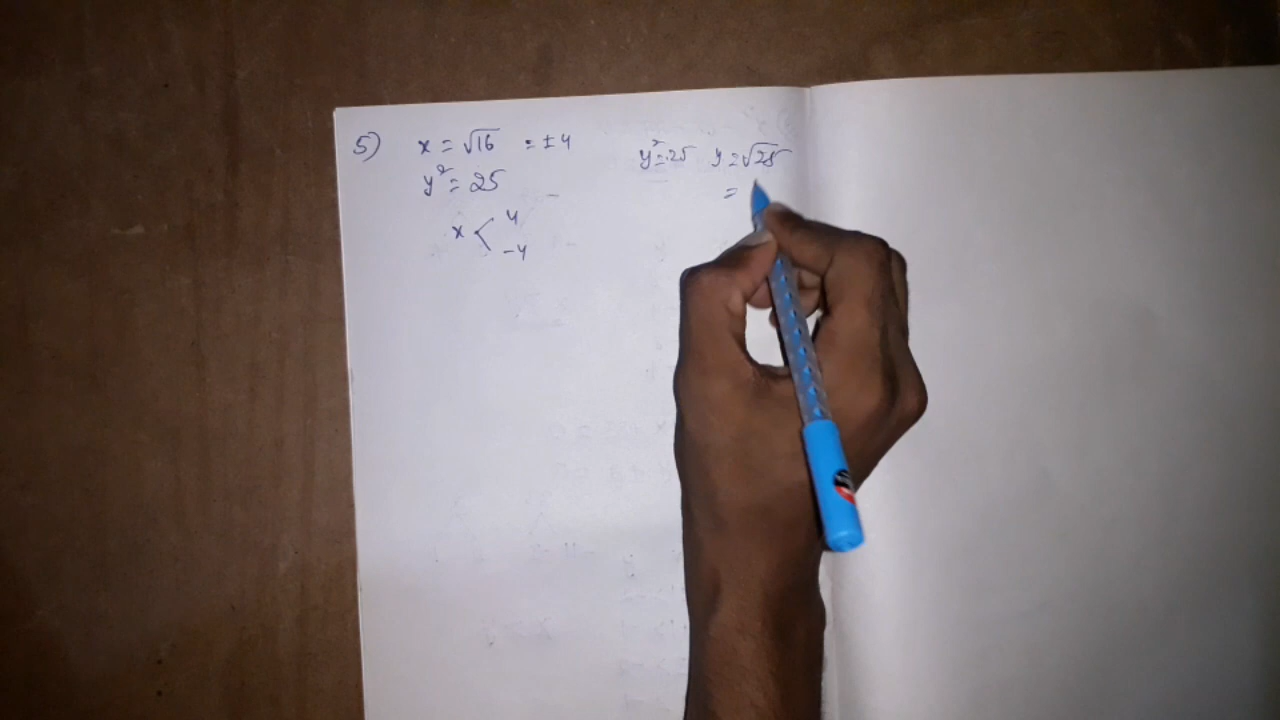 5) x = √16 = ±4
y² = 25
x < 4
-4
y² = 25 y = √25
=